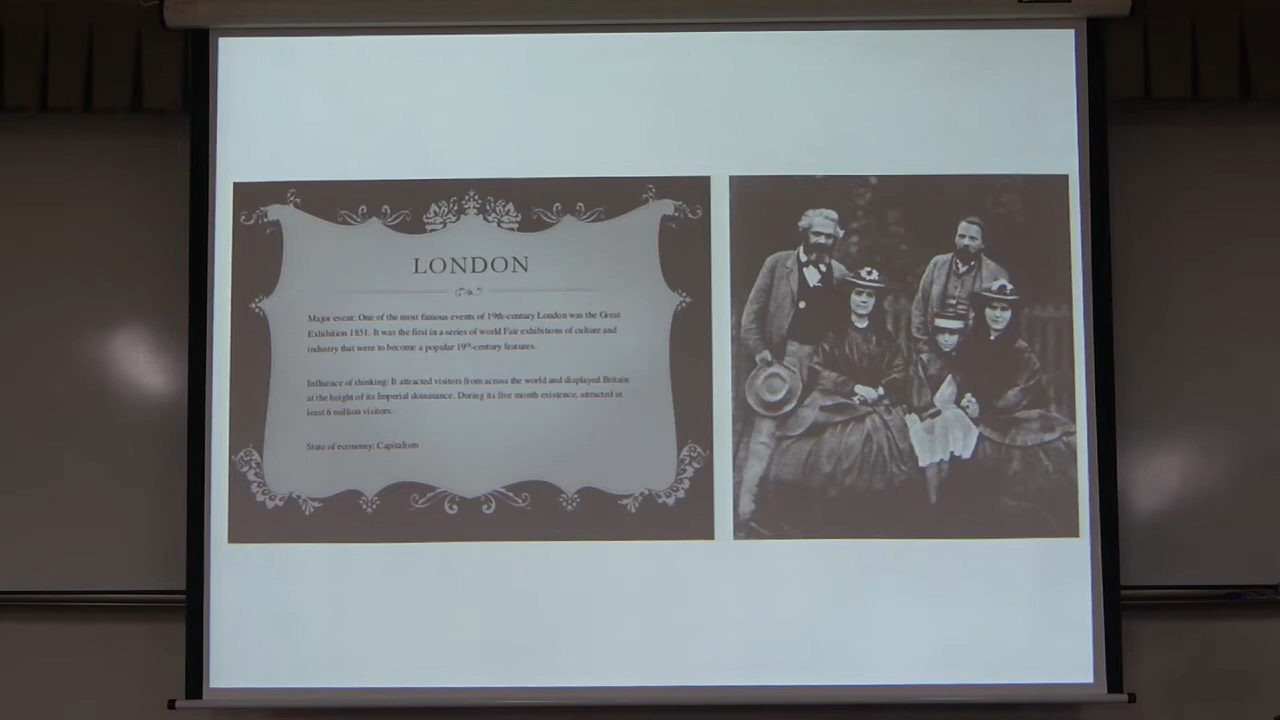 LONDON
Major event: One of the most famous events of 19th-century London was the Great
Exhibition 1851. It was the first in a series of world Fair exhibitions of culture and
industry that were to become a popular 19th-century features.
Influence of thinking: It attracted visitors from across the world and displayed Britain
at the height of its Imperial dominance. During its five month existence, attracted at
least 6 million visitors.
State of economy: Capitalism